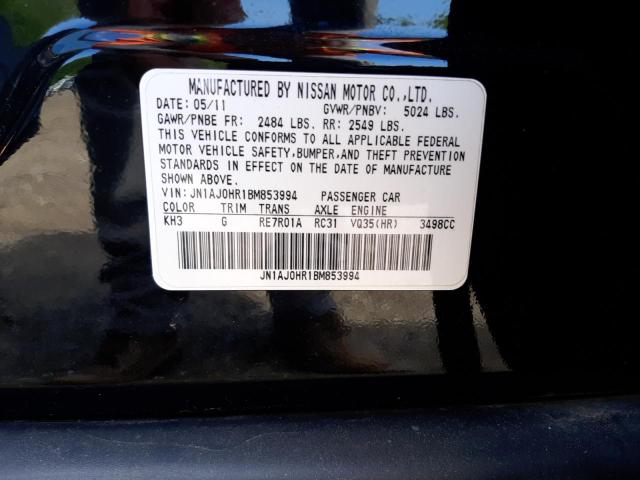 MANUFACTURED BY NISSAN MOTOR CO.,LTD.
DATE: 05/11 GVWR/PNBV: 5024 LBS.
GAWR/PNBE FR: 2484 LBS. RR: 2549 LBS.
THIS VEHICLE CONFORMS TO ALL APPLICABLE FEDERAL
MOTOR VEHICLE SAFETY,BUMPER,AND THEFT PREVENTION
STANDARDS IN EFFECT ON THE DATE OF MANUFACTURE
SHOWN ABOVE.
VIN: JN1AJ0HR1BM853994 PASSENGER CAR
COLOR TRIM TRANS AXLE ENGINE
KH3 G RE7R01A RC31 VQ35(HR) 3498CC
JN1AJ0HR1BM853994